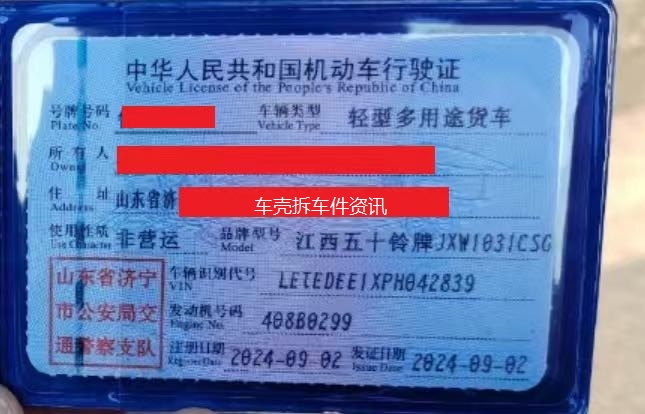 中华人民共和国机动车行驶证
Vehicle License of the People's Republic of China
号牌号码 车辆类型 轻型多用途货车
Plate No. Vehicle Type
所有人
Owner
住址 山东省济
Address 车壳拆车件资讯
使用性质 非营运 品牌型号 江西五十铃牌JXW1031CSG
Use Character Model
山东省济宁 车辆识别代号 LETEDEE1XPH042839
VIN
市公安局交 发动机号码 408B0299
Engine No.
通警察支队 注册日期 2024-09-02 发证日期 2024-09-02
Register Date Issue Date